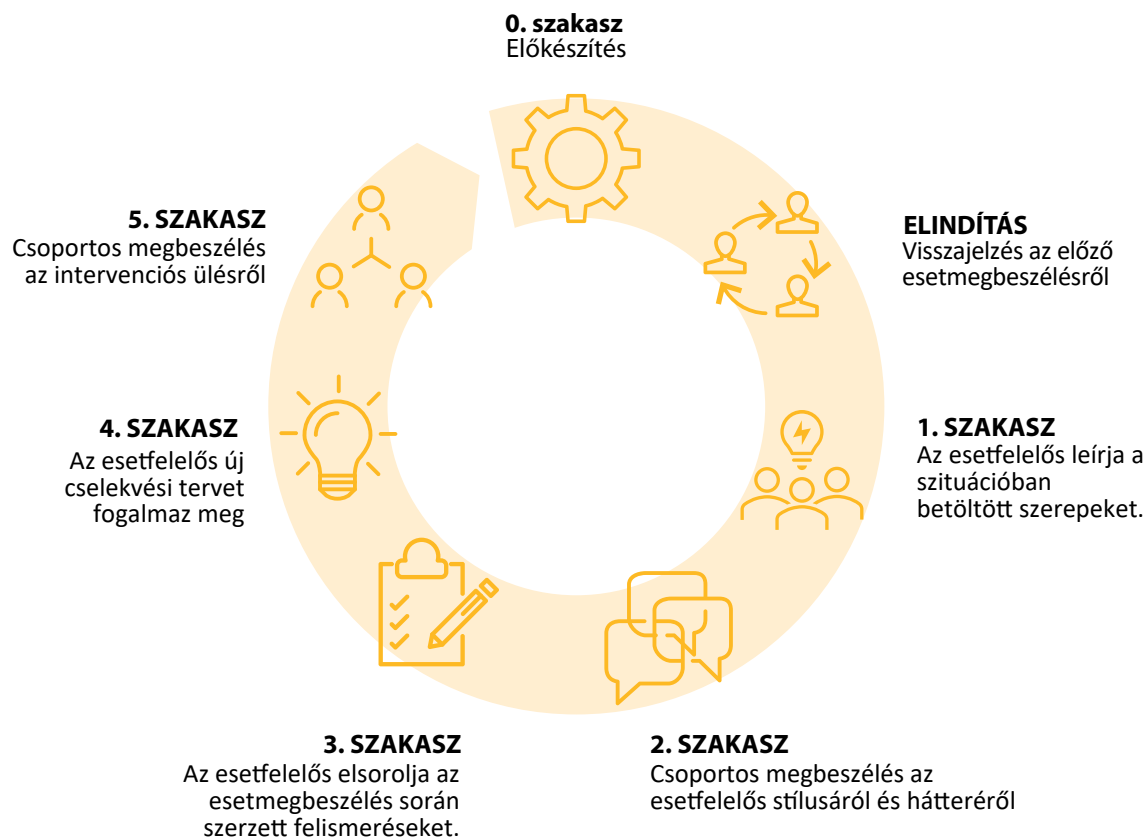 0. szakasz
Előkészítés
ELINDÍTÁS
Visszajelzés az előző
esetmegbeszélésről
1. SZAKASZ
Az esetfelelős leírja a
szituációban
betöltött szerepeket.
2. SZAKASZ
Csoportos megbeszélés az
esetfelelős stílusáról és hátteréről
3. SZAKASZ
Az esetfelelős elsorolja az
esetmegbeszélés során
szerzett felismeréseket.
4. SZAKASZ
Az esetfelelős új
cselekvési tervet
fogalmaz meg
5. SZAKASZ
Csoportos megbeszélés
az intervenciós ülésről